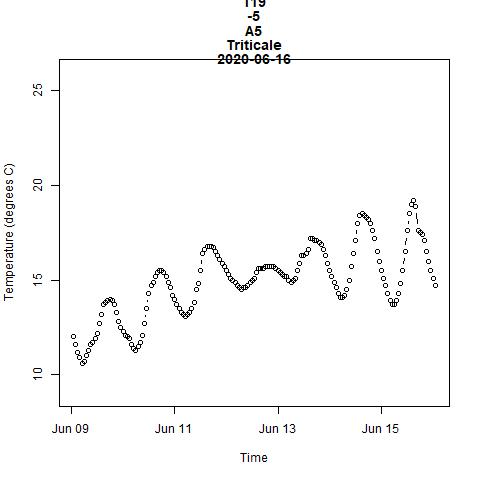 T19
-5
A5
Triticale
2020-06-16
25
20
15
10
Temperature (degrees C)
Jun 09 Jun 11 Jun 13 Jun 15
Time